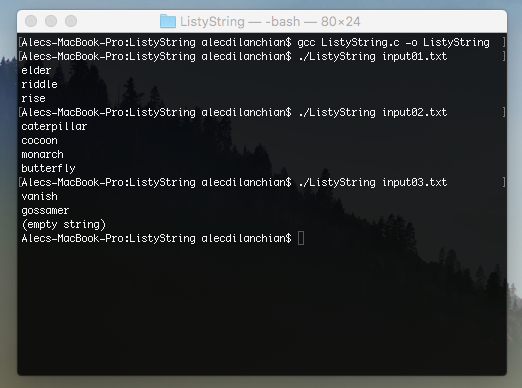 ListyString — -bash — 80×24
[Alecs-MacBook-Pro:ListyString alecdilanchian$ gcc ListyString.c -o ListyString ]
[Alecs-MacBook-Pro:ListyString alecdilanchian$ ./ListyString input01.txt ]
elder
riddle
rise
[Alecs-MacBook-Pro:ListyString alecdilanchian$ ./ListyString input02.txt ]
caterpillar
cocoon
monarch
butterfly
[Alecs-MacBook-Pro:ListyString alecdilanchian$ ./ListyString input03.txt ]
vanish
gossamer
(empty string)
Alecs-MacBook-Pro:ListyString alecdilanchian$